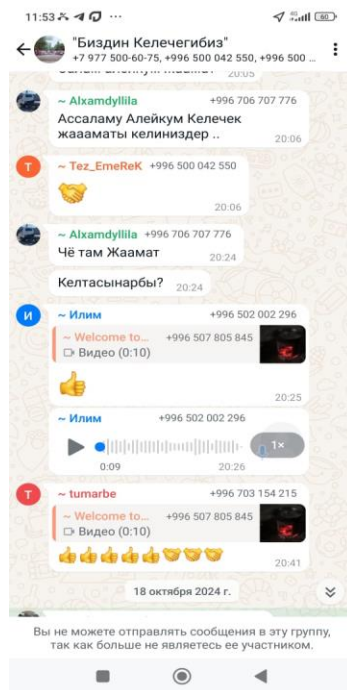 11:53
4G
60
"Биздин Келечегибиз"
+7 977 500-60-75, +996 500 042 550, +996 500 ...
20:05
~ Alxamdyllila +996 706 707 776
Ассаламу Алейкум Келечек
жаааматы келиниздер ..
20:06
T ~ Tez_EmeReK +996 500 042 550
20:06
~ Alxamdyllila +996 706 707 776
Чё там Жаамат
20:24
Келтасынарбы? 20:24
И ~ Илим +996 502 002 296
~ Welcome to... +996 507 805 845
Видео (0:10)
20:25
~ Илим +996 502 002 296
1×
0:09 20:26
T ~ tumarbe +996 703 154 215
~ Welcome to... +996 507 805 845
Видео (0:10)
20:41
18 октября 2024 г.
Вы не можете отправлять сообщения в эту группу,
так как больше не являетесь ее участником.